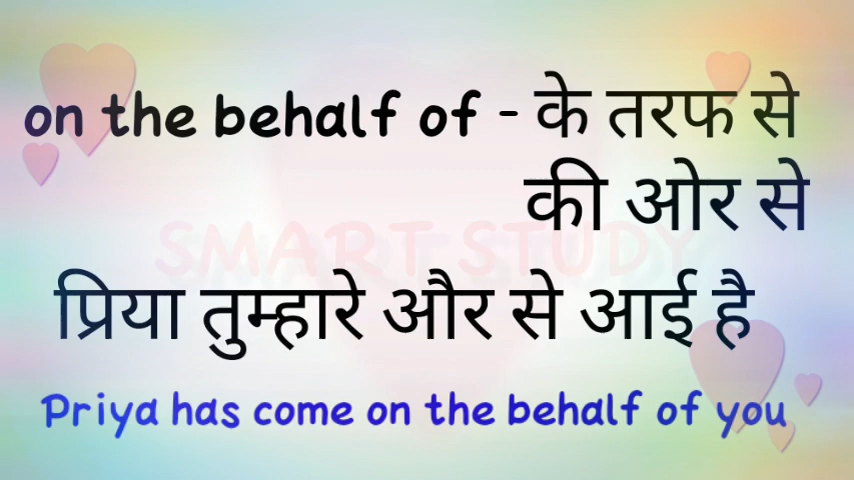 on the behalf of - के तरफ से
की ओर से
SMART STUDY
प्रिया तुम्हारे और से आई है
Priya has come on the behalf of you